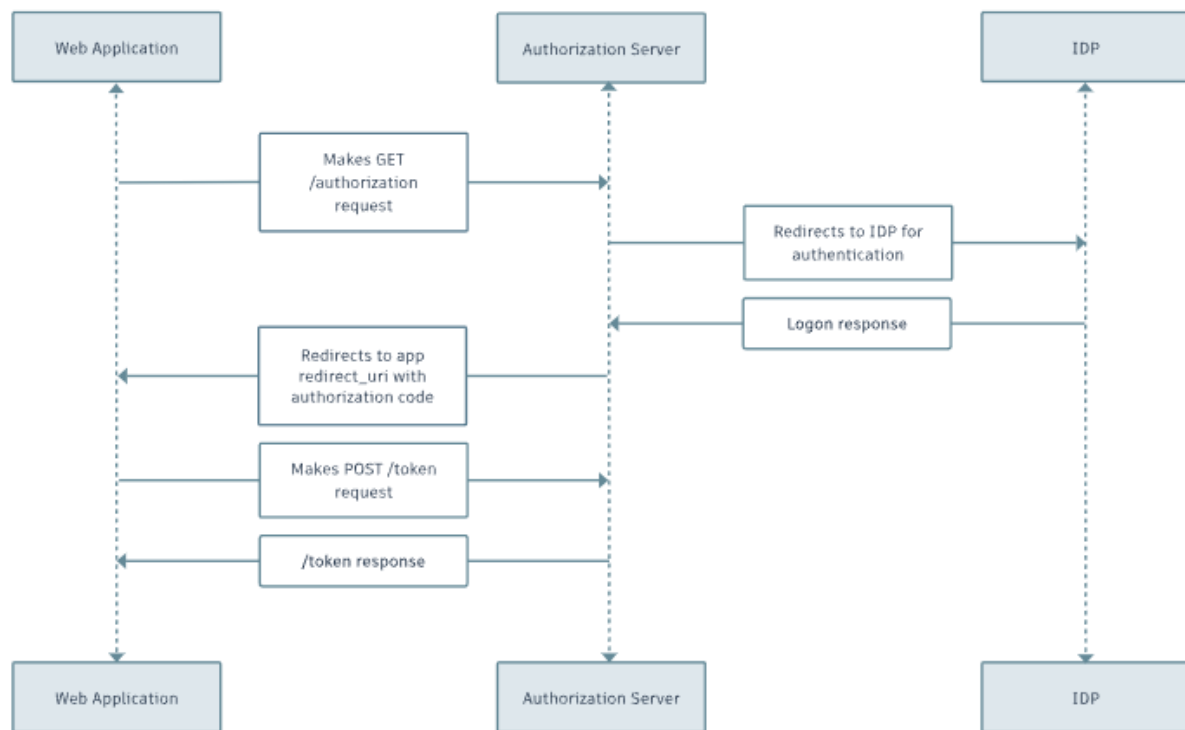 Web Application
Authorization Server
IDP
Makes GET
/authorization
request
Redirects to IDP for
authentication
Logon response
Redirects to app
redirect_uri with
authorization code
Makes POST /token
request
/token response
Web Application
Authorization Server
IDP